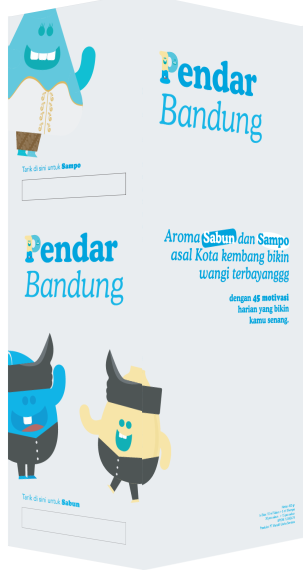 Pendar
Bandung
Tarik di sini untuk Sampo
Pendar
Bandung
Aroma Sabun dan Sampo
asal Kota kembang bikin
wangi terbayanggg
dengan 45 motivasi
harian yang bikin
kamu senang.
Tarik di sini untuk Sabun